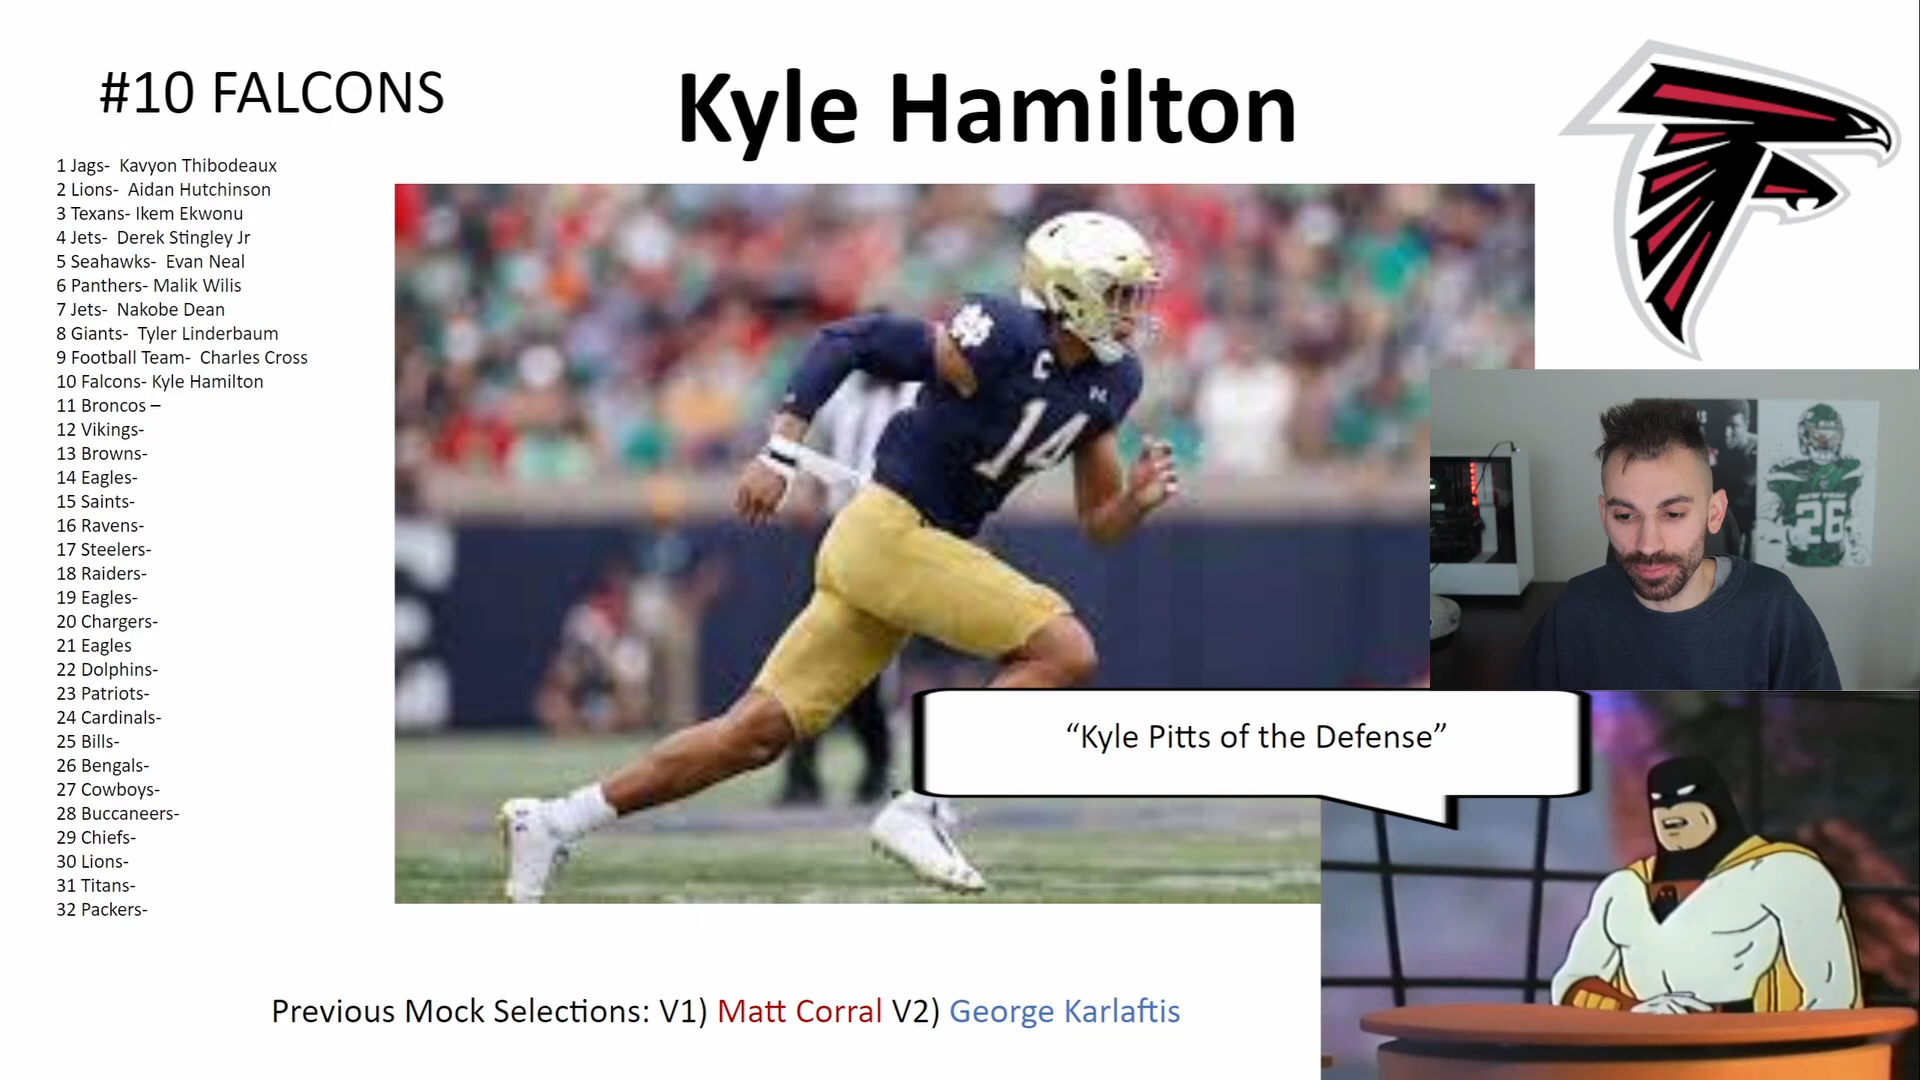 #10 FALCONS
Kyle Hamilton
1 Jags-  Kavyon Thibodeaux
2 Lions-  Aidan Hutchinson
3 Texans- Ikem Ekwonu
4 Jets-  Derek Stingley Jr
5 Seahawks-  Evan Neal
6 Panthers- Malik Wilis
7 Jets-  Nakobe Dean
8 Giants-  Tyler Linderbaum
9 Football Team-  Charles Cross
10 Falcons- Kyle Hamilton
11 Broncos –
12 Vikings-
13 Browns-
14 Eagles-
15 Saints-
16 Ravens-
17 Steelers-
18 Raiders-
19 Eagles-
20 Chargers-
21 Eagles
22 Dolphins-
23 Patriots-
24 Cardinals-
25 Bills-
26 Bengals-
27 Cowboys-
28 Buccaneers-
29 Chiefs-
30 Lions-
31 Titans-
32 Packers-
C
14
NEW YORK
26
“Kyle Pitts of the Defense”
Previous Mock Selections: V1) Matt Corral V2) George Karlaftis